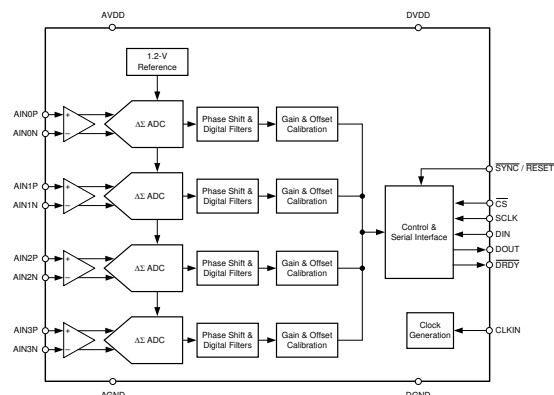 AVDD
DVDD
1.2-V
Reference
AIN0P
+
AIN0N
−
ΔΣ ADC
Phase Shift &
Digital Filters
Gain & Offset
Calibration
SYNC / RESET
AIN1P
+
AIN1N
−
ΔΣ ADC
Phase Shift &
Digital Filters
Gain & Offset
Calibration
Control &
Serial Interface
CS
SCLK
DIN
DOUT
DRDY
AIN2P
+
AIN2N
−
ΔΣ ADC
Phase Shift &
Digital Filters
Gain & Offset
Calibration
AIN3P
+
AIN3N
−
ΔΣ ADC
Phase Shift &
Digital Filters
Gain & Offset
Calibration
Clock
Generation
CLKIN
AGND
DGND